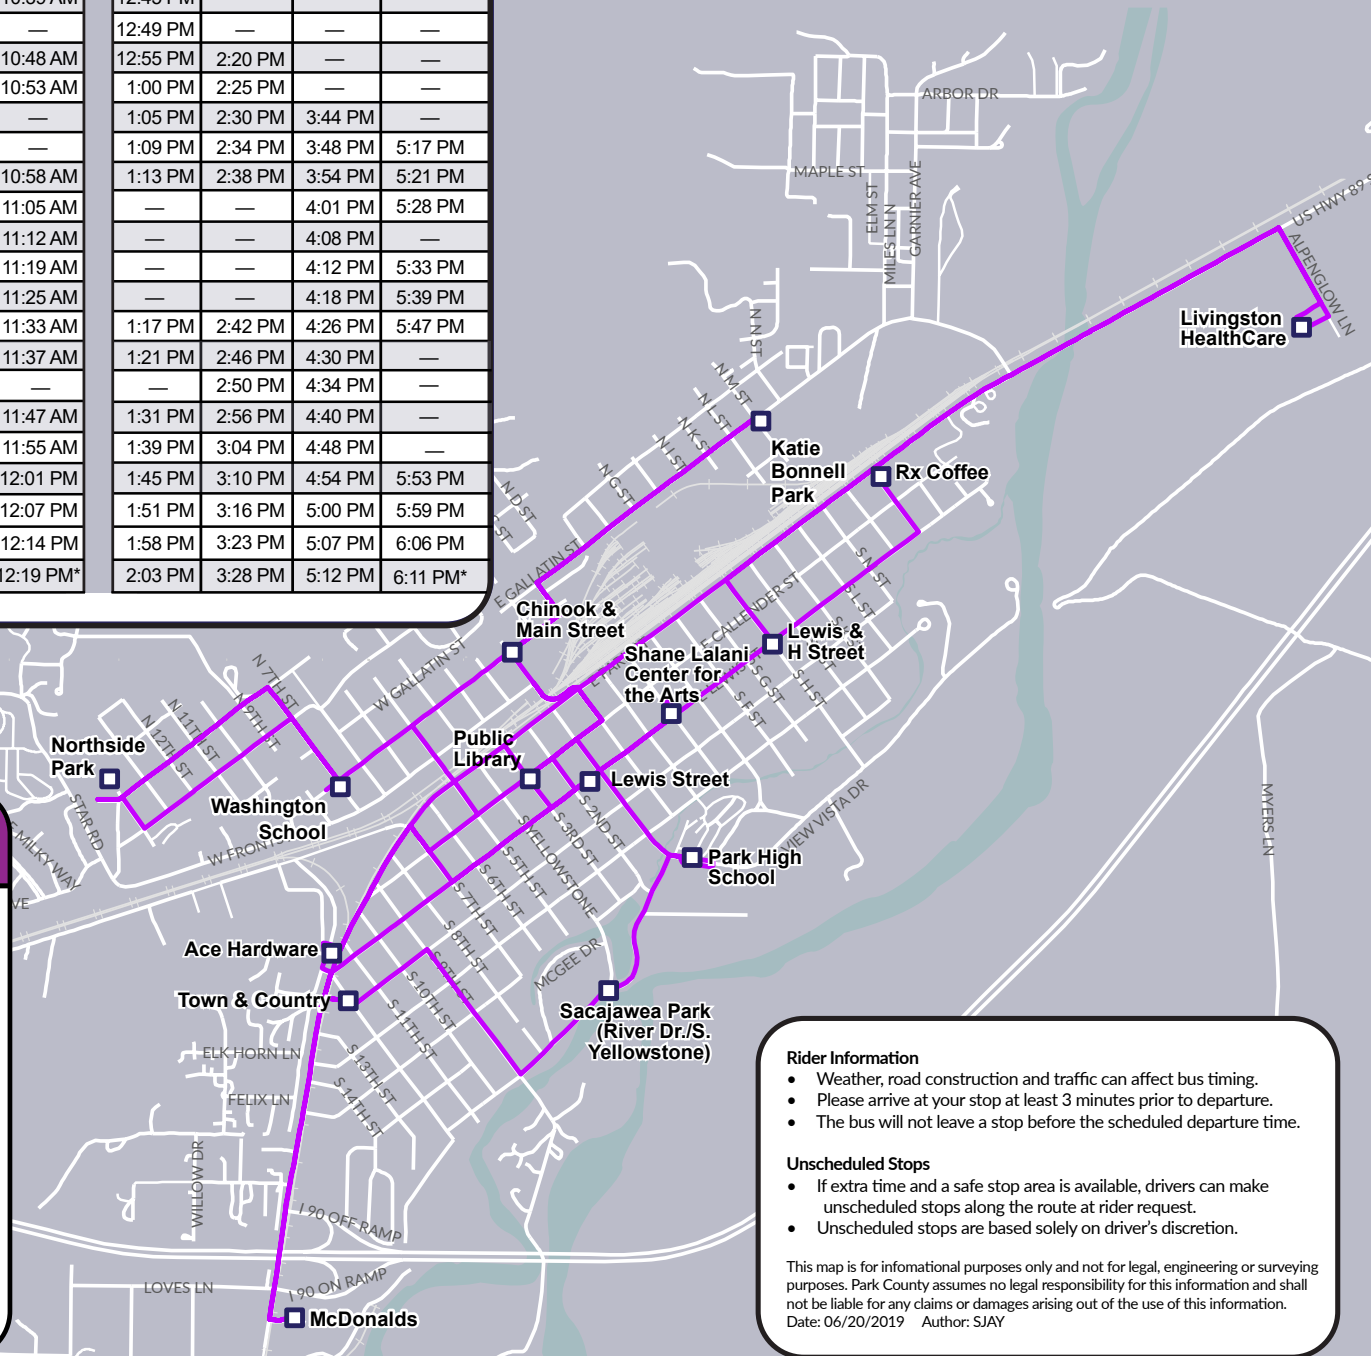 — 12:49 PM — — —
10:48 AM 12:55 PM 2:20 PM — —
10:53 AM 1:00 PM 2:25 PM — —
— 1:05 PM 2:30 PM 3:44 PM —
— 1:09 PM 2:34 PM 3:48 PM 5:17 PM
10:58 AM 1:13 PM 2:38 PM 3:54 PM 5:21 PM
11:05 AM — — 4:01 PM 5:28 PM
11:12 AM — — 4:08 PM —
11:19 AM — — 4:12 PM 5:33 PM
11:25 AM — — 4:18 PM 5:39 PM
11:33 AM 1:17 PM 2:42 PM 4:26 PM 5:47 PM
11:37 AM 1:21 PM 2:46 PM 4:30 PM —
— — 2:50 PM 4:34 PM —
11:47 AM 1:31 PM 2:56 PM 4:40 PM —
11:55 AM 1:39 PM 3:04 PM 4:48 PM —
12:01 PM 1:45 PM 3:10 PM 4:54 PM 5:53 PM
12:07 PM 1:51 PM 3:16 PM 5:00 PM 5:59 PM
12:14 PM 1:58 PM 3:23 PM 5:07 PM 6:06 PM
12:19 PM* 2:03 PM 3:28 PM 5:12 PM 6:11 PM*
ARBOR DR
MAPLE ST
ELM ST
MILES LN N
GARNIER AVE
US HWY 89 S
ALPENGLOW LN
Livingston
HealthCare
N N ST
N M ST
N L ST
N K ST
N I ST
N G ST
N D ST
Katie
Bonnell
Park
Rx Coffee
E GALLATIN ST
Chinook &
Main Street
W GALLATIN ST
E CALLENDER ST
S M ST
S L ST
Lewis &
H Street
Shane Lalani
Center for
the Arts
LEWIS ST
S H ST
S G ST
S F ST
N 7TH ST
N 9TH ST
N 11TH ST
N 12TH ST
Northside
Park
Washington
School
Public
Library
Lewis Street
STAR RD
E MILKY WAY
W FRONT ST
S 2ND ST
S 3RD ST
S YELLOWSTONE
S 5TH ST
S 6TH ST
S 7TH ST
S 8TH ST
S 9TH ST
S 10TH ST
S 11TH ST
S 13TH ST
S 14TH ST
VIEW VISTA DR
Park High
School
MYERS LN
Ace Hardware
Town & Country
MCGEE DR
Sacajawea Park
(River Dr./S.
Yellowstone)
ELK HORN LN
FELIX LN
WILLOW DR
I 90 OFF RAMP
LOVES LN
I 90 ON RAMP
McDonalds
Rider Information
• Weather, road construction and traffic can affect bus timing.
• Please arrive at your stop at least 3 minutes prior to departure.
• The bus will not leave a stop before the scheduled departure time.
Unscheduled Stops
• If extra time and a safe stop area is available, drivers can make
unscheduled stops along the route at rider request.
• Unscheduled stops are based solely on driver's discretion.
This map is for infomational purposes only and not for legal, engineering or surveying
purposes. Park County assumes no legal responsibility for this information and shall
not be liable for any claims or damages arising out of the use of this information.
Date: 06/20/2019 Author: SJAY